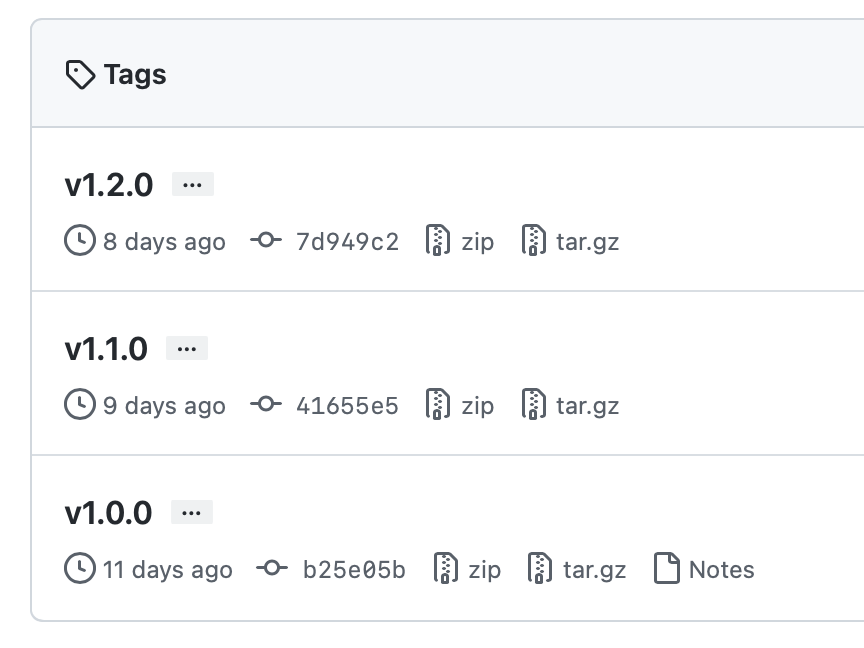 Tags
v1.2.0 ...
8 days ago 7d949c2 zip tar.gz
v1.1.0 ...
9 days ago 41655e5 zip tar.gz
v1.0.0 ...
11 days ago b25e05b zip tar.gz Notes